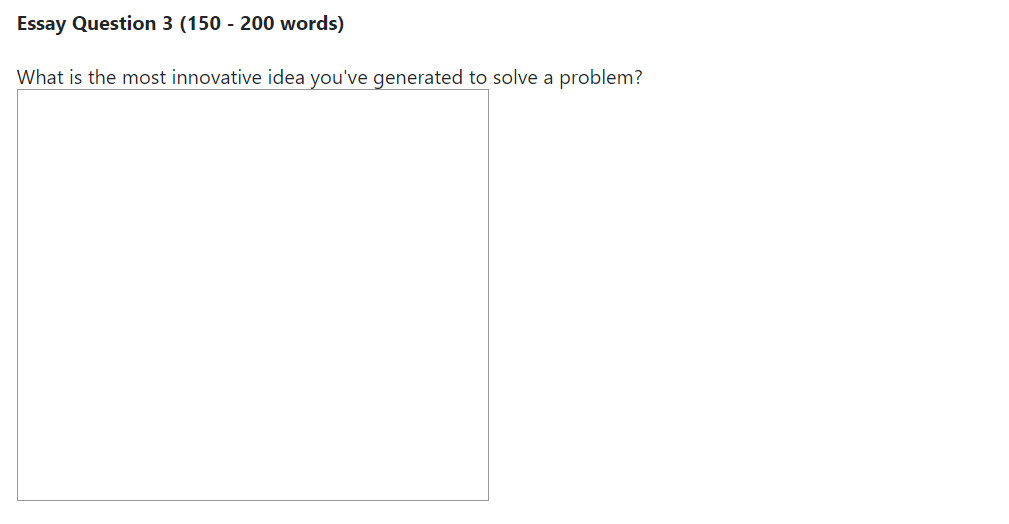 Essay Question 3 (150 - 200 words)
What is the most innovative idea you've generated to solve a problem?